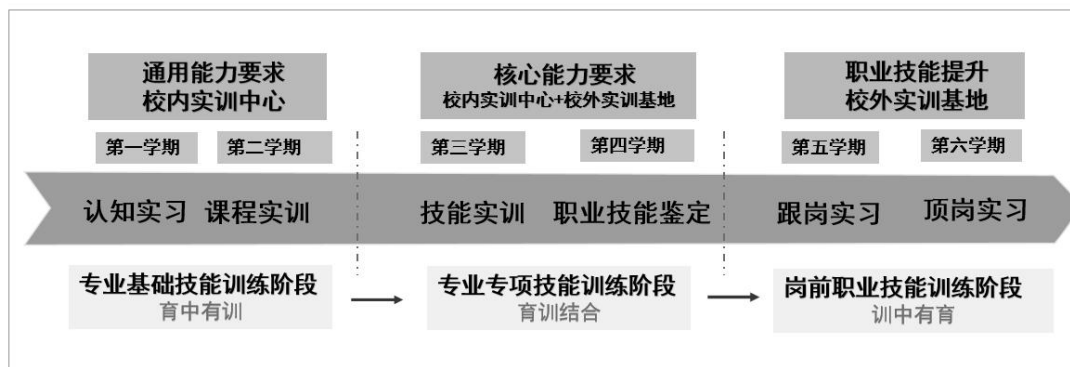 通用能力要求
校内实训中心
核心能力要求
校内实训中心+校外实训基地
职业技能提升
校外实训基地
第一学期
第二学期
第三学期
第四学期
第五学期
第六学期
认知实习
课程实训
技能实训
职业技能鉴定
跟岗实习
顶岗实习
专业基础技能训练阶段
育中有训
专业专项技能训练阶段
育训结合
岗前职业技能训练阶段
训中有育